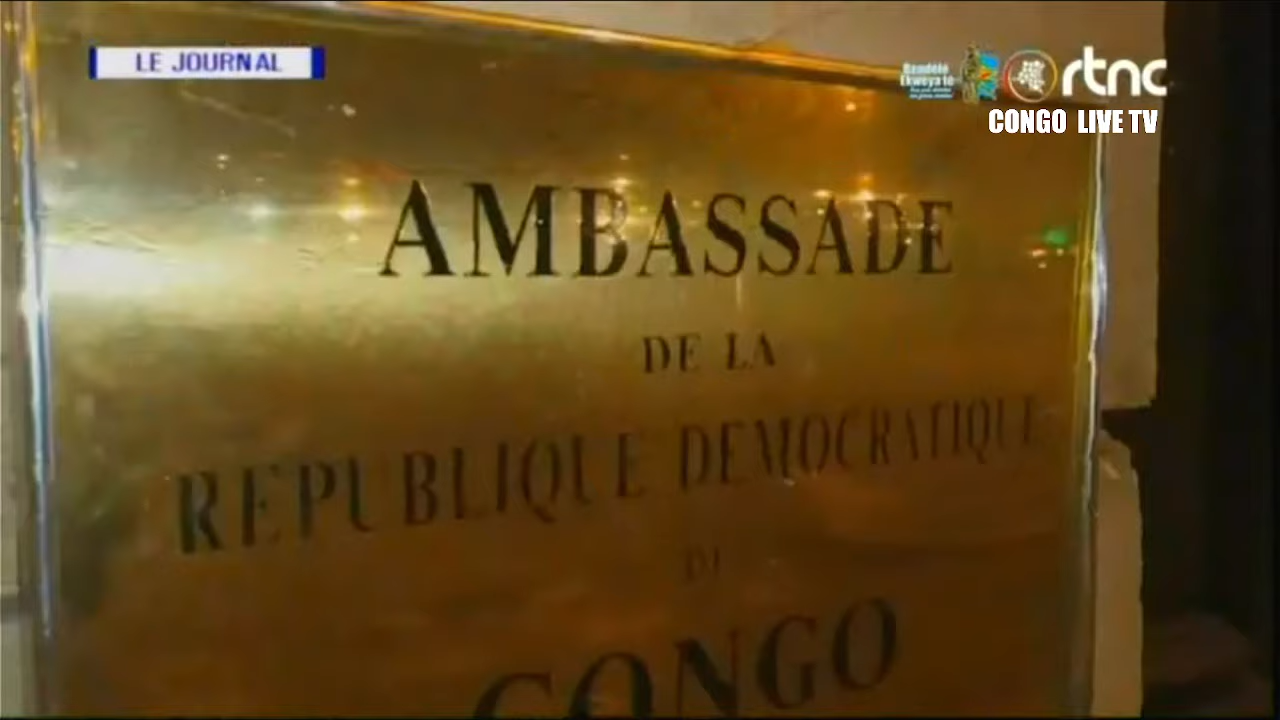 LE JOURNAL
rtnc
CONGO LIVE TV
AMBASSADE
DE LA
REPUBLIQUE DEMOCRATIQUE
DU
CONGO